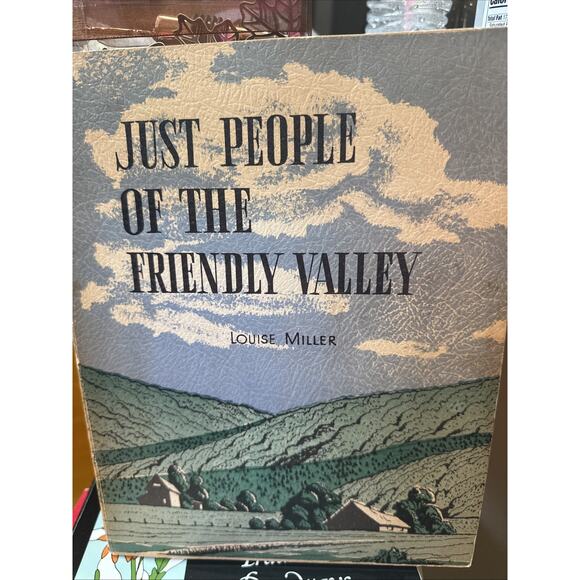 JUST PEOPLE
OF THE
FRIENDLY VALLEY
LOUISE MILLER